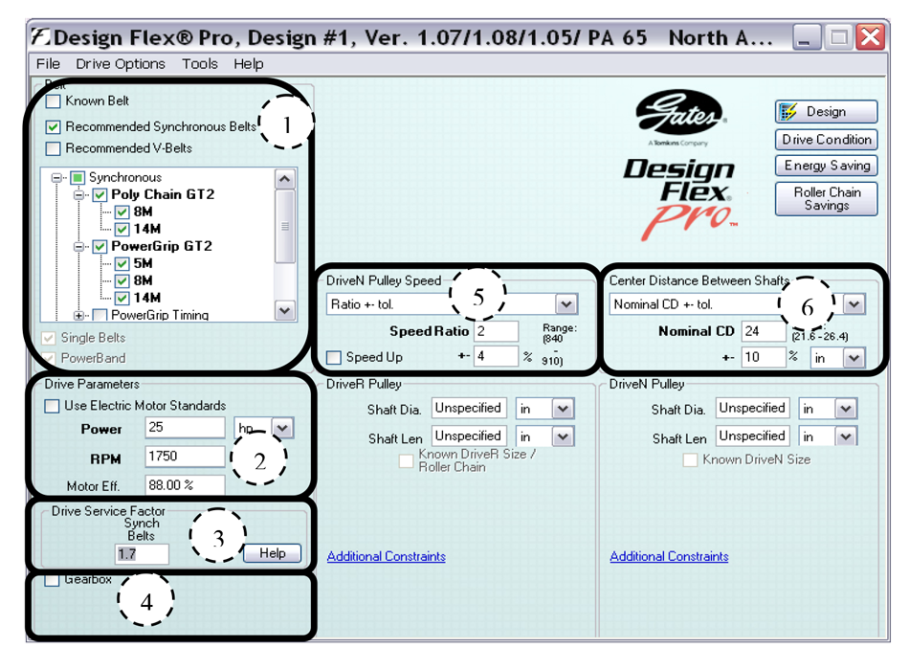 Design Flex® Pro, Design #1, Ver. 1.07/1.08/1.05/ PA 65 North A...
File Drive Options Tools Help
Belt
Known Belt
Recommended Synchronous Belts
1
Recommended V-Belts
Synchronous
Poly Chain GT2
8M
14M
PowerGrip GT2
5M
8M
14M
PowerGrip Timing
Single Belts
PowerBand
Gates
A Tomkins Company
Design
Flex
Pro™
Design
Drive Condition
Energy Saving
Roller Chain
Savings
DriveN Pulley Speed
5
Ratio +- tol.
Speed Ratio 2 Range:
(840
-
910)
Speed Up +- 4 %
Center Distance Between Shafts
6
Nominal CD +- tol.
Nominal CD 24
(21.6 -26.4)
+- 10 % in
Drive Parameters
Use Electric Motor Standards
Power 25 hp
2
RPM 1750
Motor Eff. 88.00 %
Drive Service Factor
Synch
Belts
3
1.7 Help
Gearbox
4
DriveR Pulley
Shaft Dia. Unspecified in
Shaft Len Unspecified in
Known DriveR Size /
Roller Chain
Additional Constraints
DriveN Pulley
Shaft Dia. Unspecified in
Shaft Len Unspecified in
Known DriveN Size
Additional Constraints